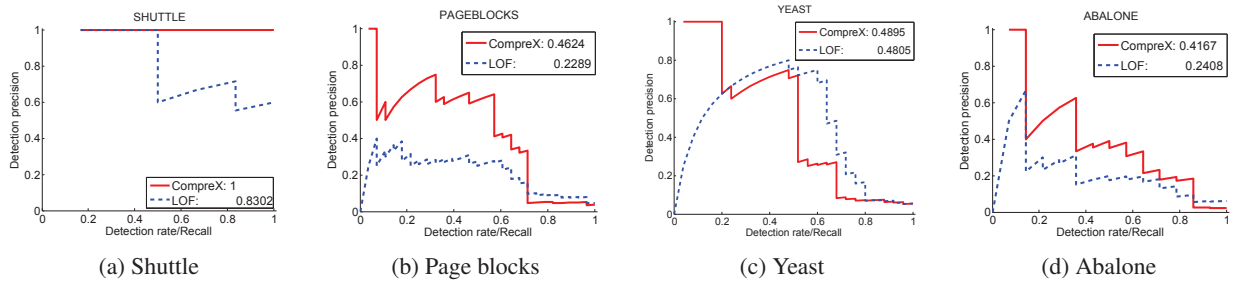 SHUTTLE
Detection precision
1
0.8
0.6
0.4
0.2
0
0.2 0.4 0.6 0.8 1
Detection rate/Recall
CompreX: 1
LOF: 0.8302
(a) Shuttle
PAGEBLOCKS
Detection precision
1
0.8
0.6
0.4
0.2
0
0 0.2 0.4 0.6 0.8 1
Detection rate/Recall
CompreX: 0.4624
LOF: 0.2289
(b) Page blocks
YEAST
Detection precision
1
0.8
0.6
0.4
0.2
0
0 0.2 0.4 0.6 0.8 1
Detection rate/Recall
CompreX: 0.4895
LOF: 0.4805
(c) Yeast
ABALONE
Detection precision
1
0.8
0.6
0.4
0.2
0
0 0.2 0.4 0.6 0.8 1
Detection rate/Recall
CompreX: 0.4167
LOF: 0.2408
(d) Abalone